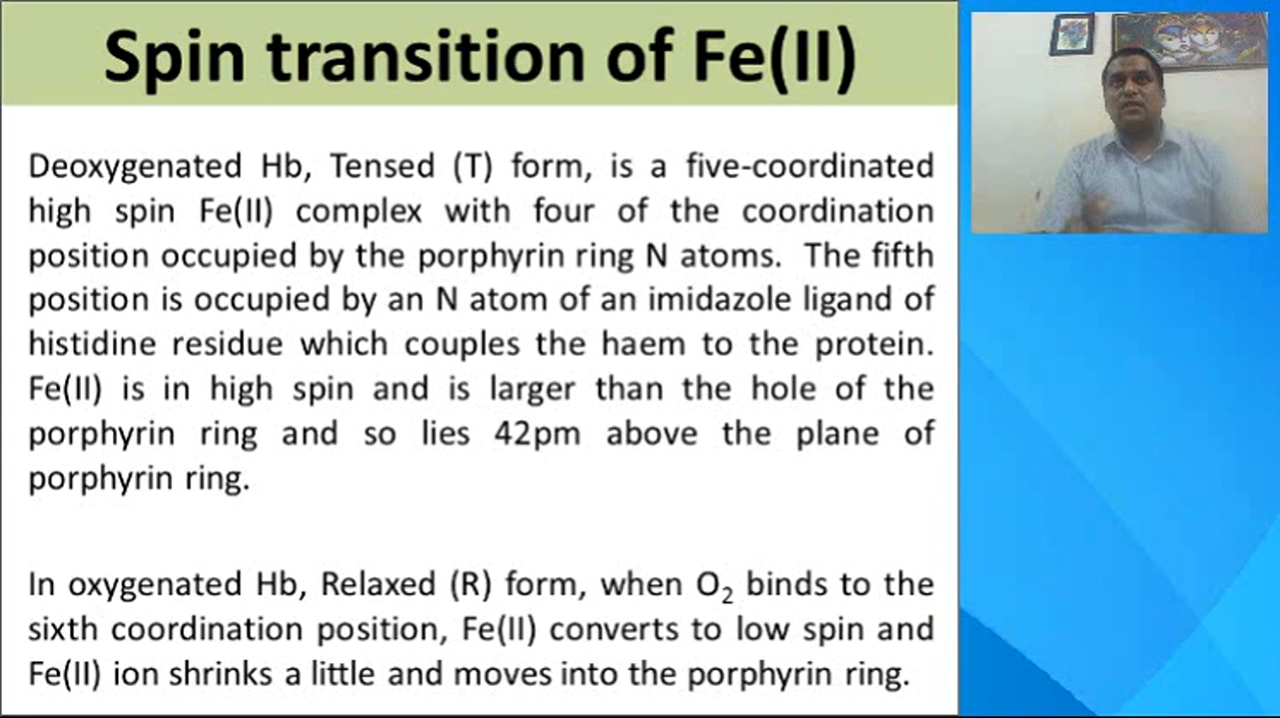 Spin transition of Fe(II)
Deoxygenated Hb, Tensed (T) form, is a five-coordinated
high spin Fe(II) complex with four of the coordination
position occupied by the porphyrin ring N atoms. The fifth
position is occupied by an N atom of an imidazole ligand of
histidine residue which couples the haem to the protein.
Fe(II) is in high spin and is larger than the hole of the
porphyrin ring and so lies 42pm above the plane of
porphyrin ring.
In oxygenated Hb, Relaxed (R) form, when O₂ binds to the
sixth coordination position, Fe(II) converts to low spin and
Fe(II) ion shrinks a little and moves into the porphyrin ring.